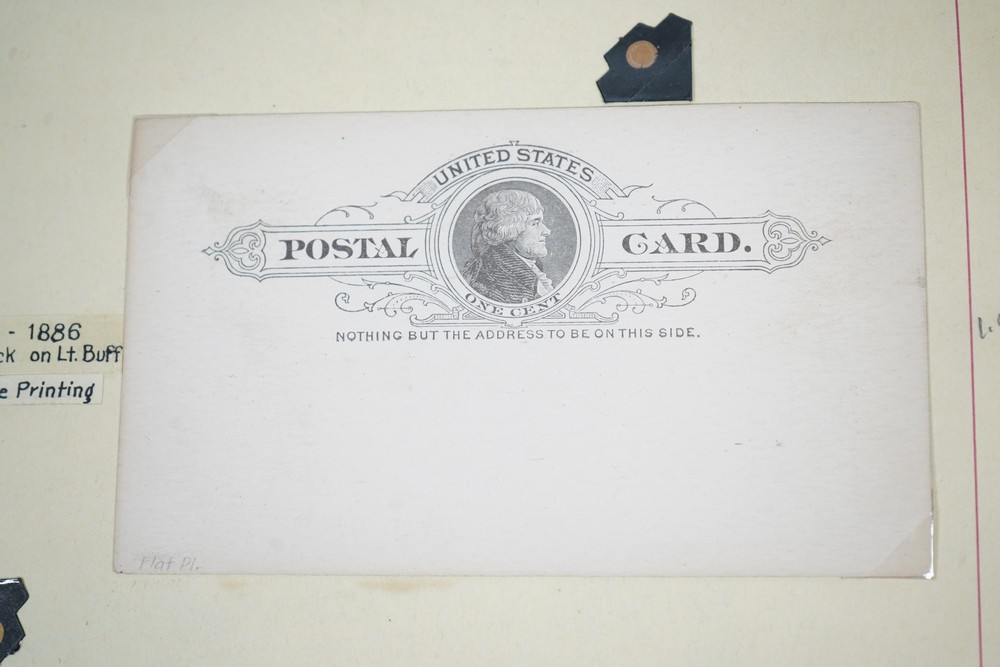 UNITED STATES
POSTAL CARD.
ONE CENT
NOTHING BUT THE ADDRESS TO BE ON THIS SIDE.
- 1886
ck on Lt. Buff
e Printing
Flat Pl.